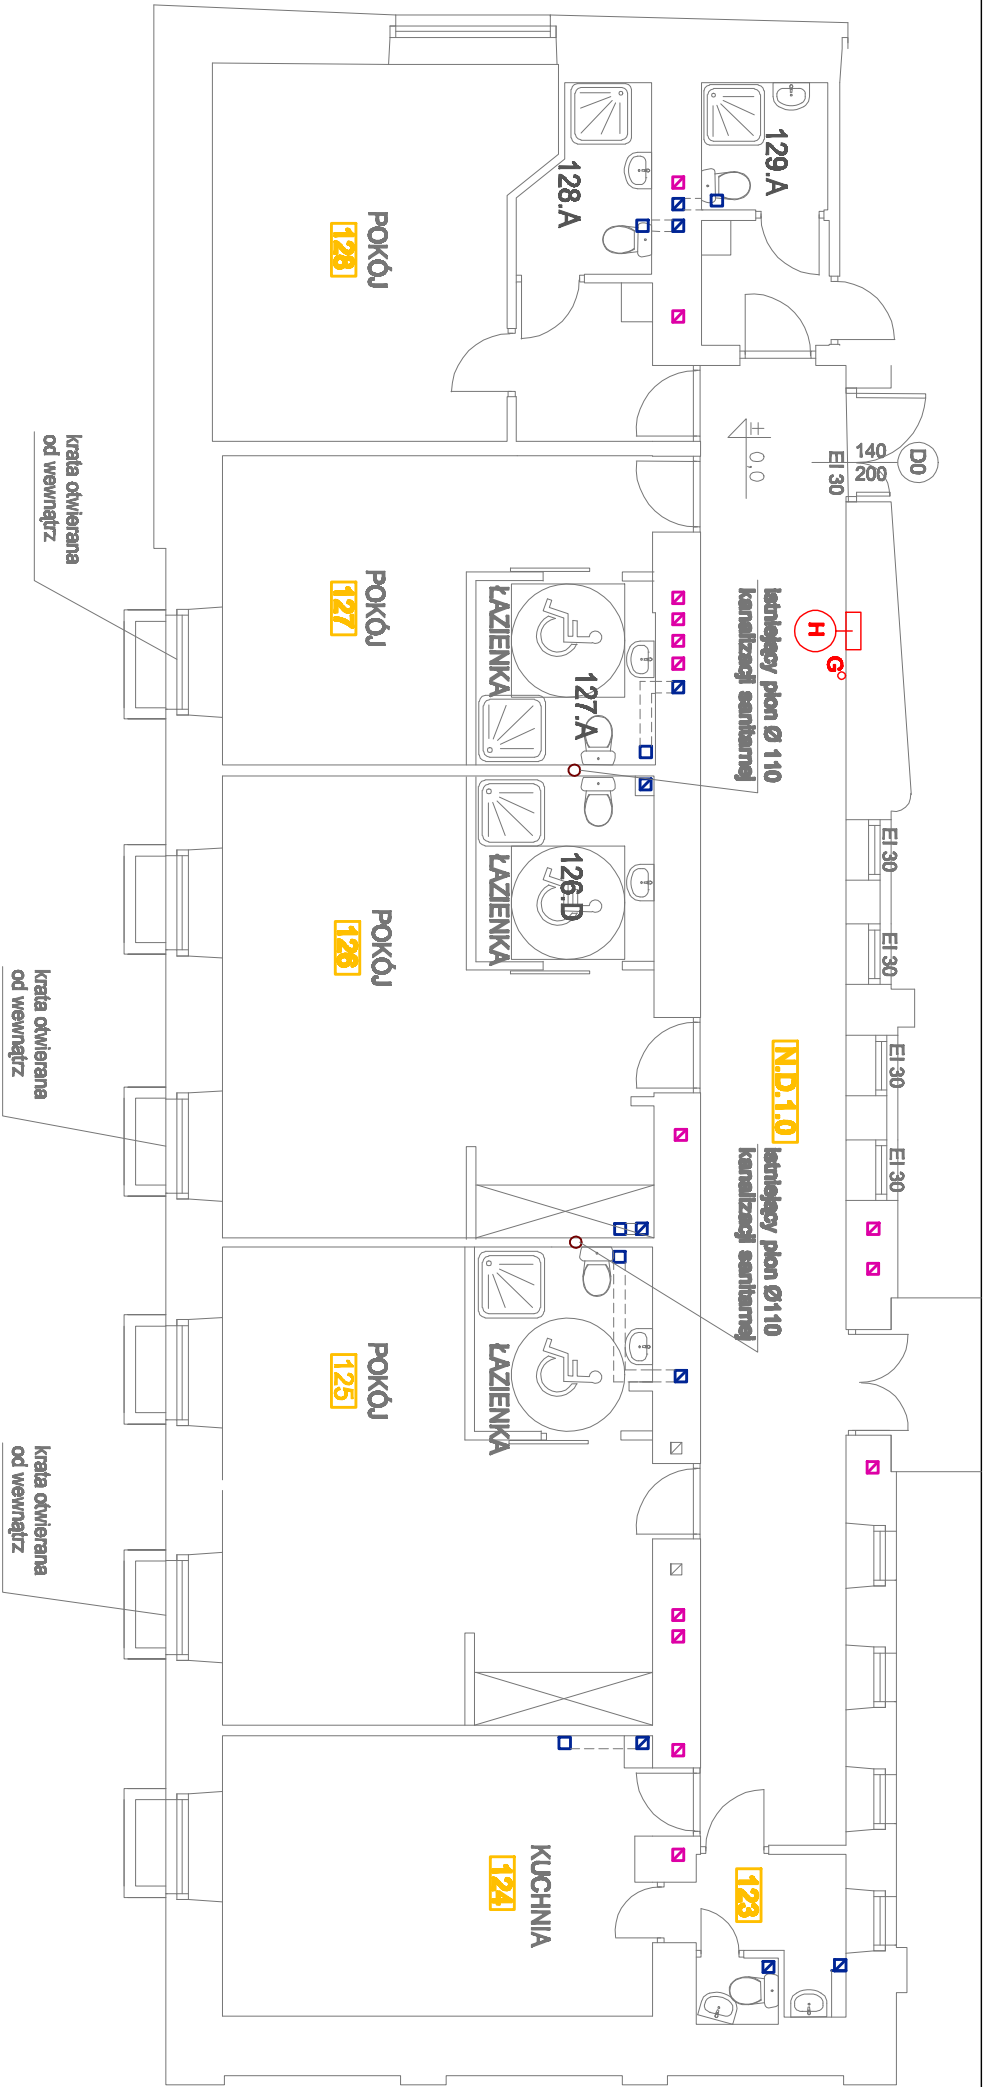 129.A
128.A
POKÓJ
128
D0
140
200
EI 30
± 0,0
krata otwierana
od wewnątrz
POKÓJ
127
ŁAZIENKA
127.A
istniejący pion Ø 110
kanalizacji sanitarnej
H
G
EI 30
EI 30
POKÓJ
126
ŁAZIENKA
126.D
krata otwierana
od wewnątrz
N.D.1.0
EI 30
EI 30
istniejący pion Ø110
kanalizacji sanitarnej
POKÓJ
125
ŁAZIENKA
krata otwierana
od wewnątrz
KUCHNIA
124
123